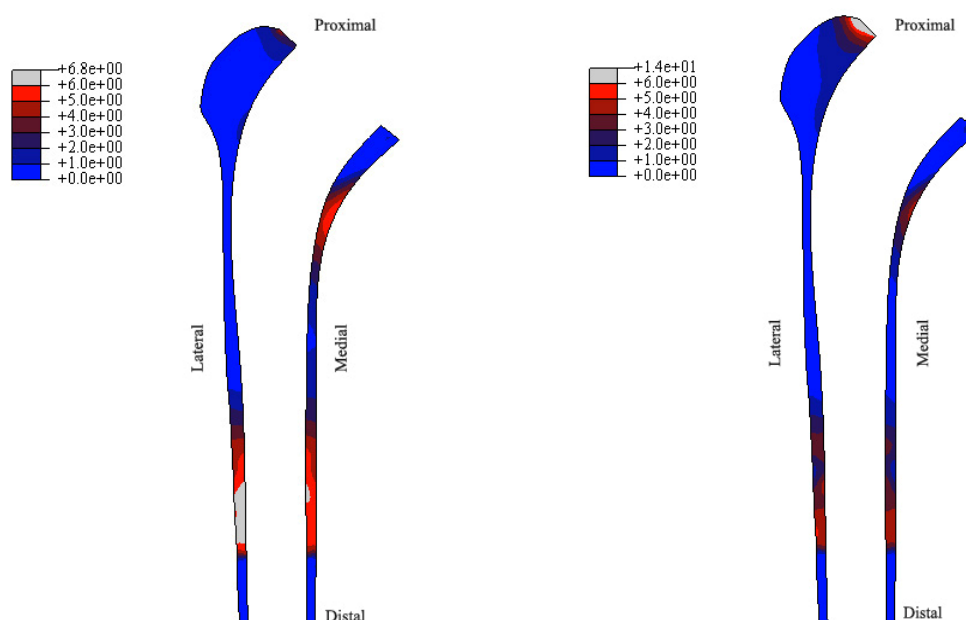 Proximal
+6.8e+00
+6.0e+00
+5.0e+00
+4.0e+00
+3.0e+00
+2.0e+00
+1.0e+00
+0.0e+00
Lateral
Medial
Distal
Proximal
+1.4e+01
+6.0e+00
+5.0e+00
+4.0e+00
+3.0e+00
+2.0e+00
+1.0e+00
+0.0e+00
Lateral
Medial
Distal